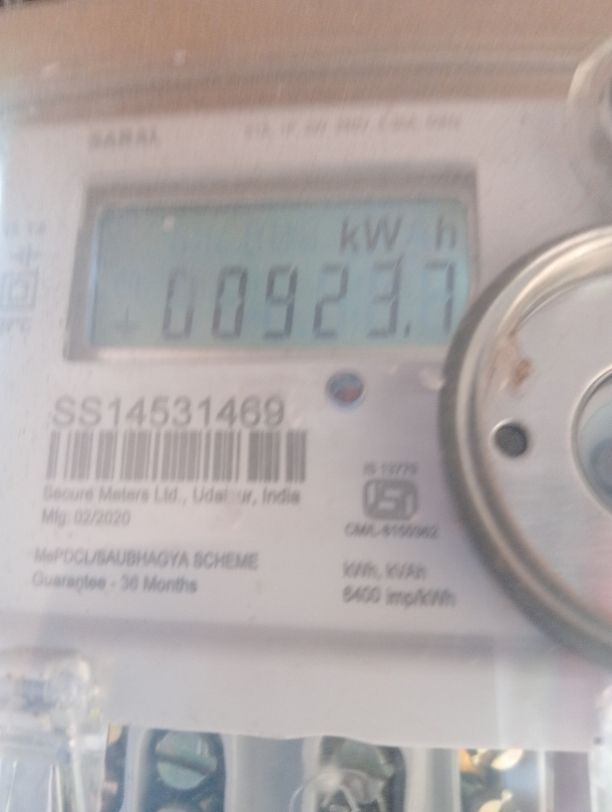 SARAL
kW h
00923.7
SS14531469
Secure Meters Ltd., Udaipur, India
Mfg: 02/2020
MePDCL/SAUBHAGYA SCHEME
Guarantee - 36 Months
IS 13779
kWh, kVAh
6400 imp/kWh